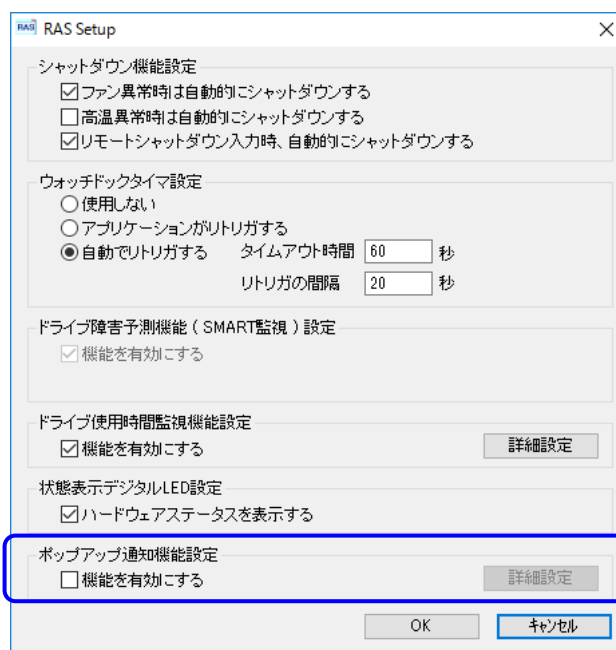 RAS RAS Setup
シャットダウン機能設定
ファン異常時は自動的にシャットダウンする
高温異常時は自動的にシャットダウンする
リモートシャットダウン入力時、自動的にシャットダウンする
ウォッチドックタイマ設定
使用しない
アプリケーションがリトリガする
自動でリトリガする タイムアウト時間 60 秒
リトリガの間隔 20 秒
ドライブ障害予測機能（SMART監視）設定
機能を有効にする
ドライブ使用時間監視機能設定
機能を有効にする 詳細設定
状態表示デジタルLED設定
ハードウェアステータスを表示する
ポップアップ通知機能設定
機能を有効にする 詳細設定
OK キャンセル